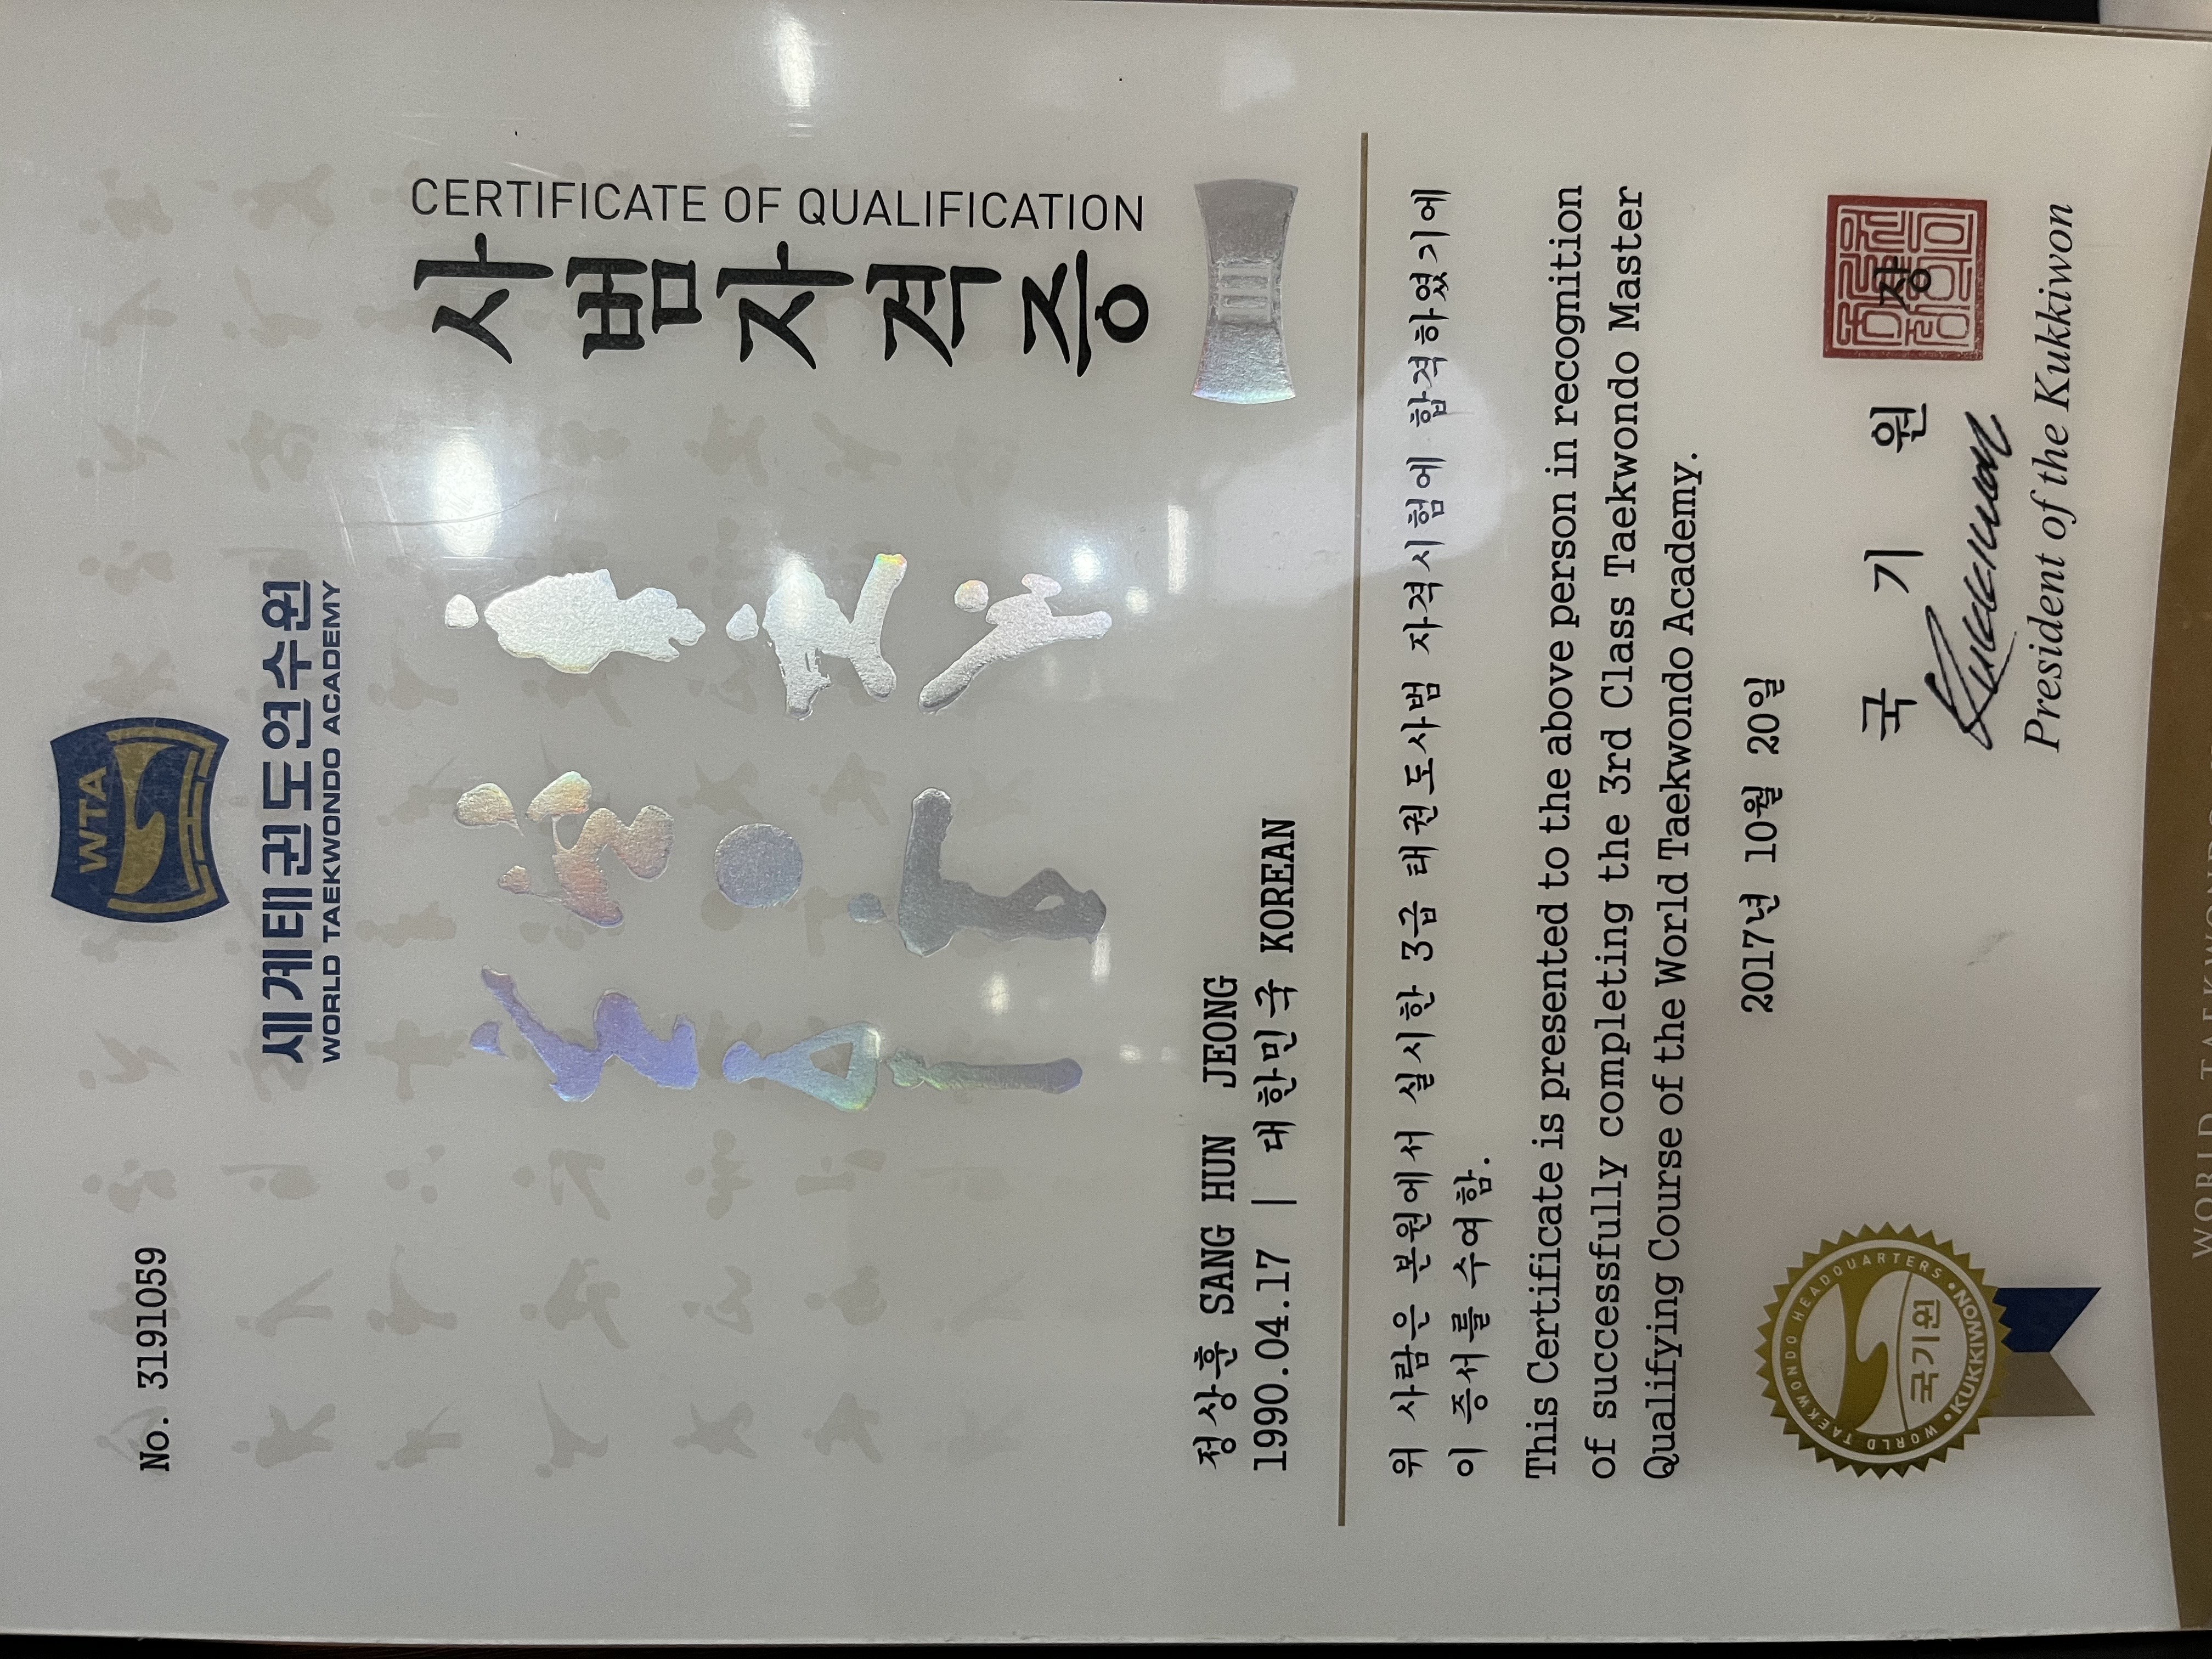 No. 3191059
WTA
세계태권도연수원
WORLD TAEKWONDO ACADEMY
CERTIFICATE OF QUALIFICATION
사범자격증
정상훈 SANG HUN JEONG
1990.04.17 | 대한민국 KOREAN
위 사람은 본원에서 실시한 3급 태권도사범 자격시험에 합격하였기에
이 증서를 수여함.
This Certificate is presented to the above person in recognition
of successfully completing the 3rd Class Taekwondo Master
Qualifying Course of the World Taekwondo Academy.
2017년 10월 20일
국 기 원 장
President of the Kukkiwon
WORLD TAEKWONDO HEADQUARTERS
국기원
KUKKIWON
WORLD TAEKWONDO